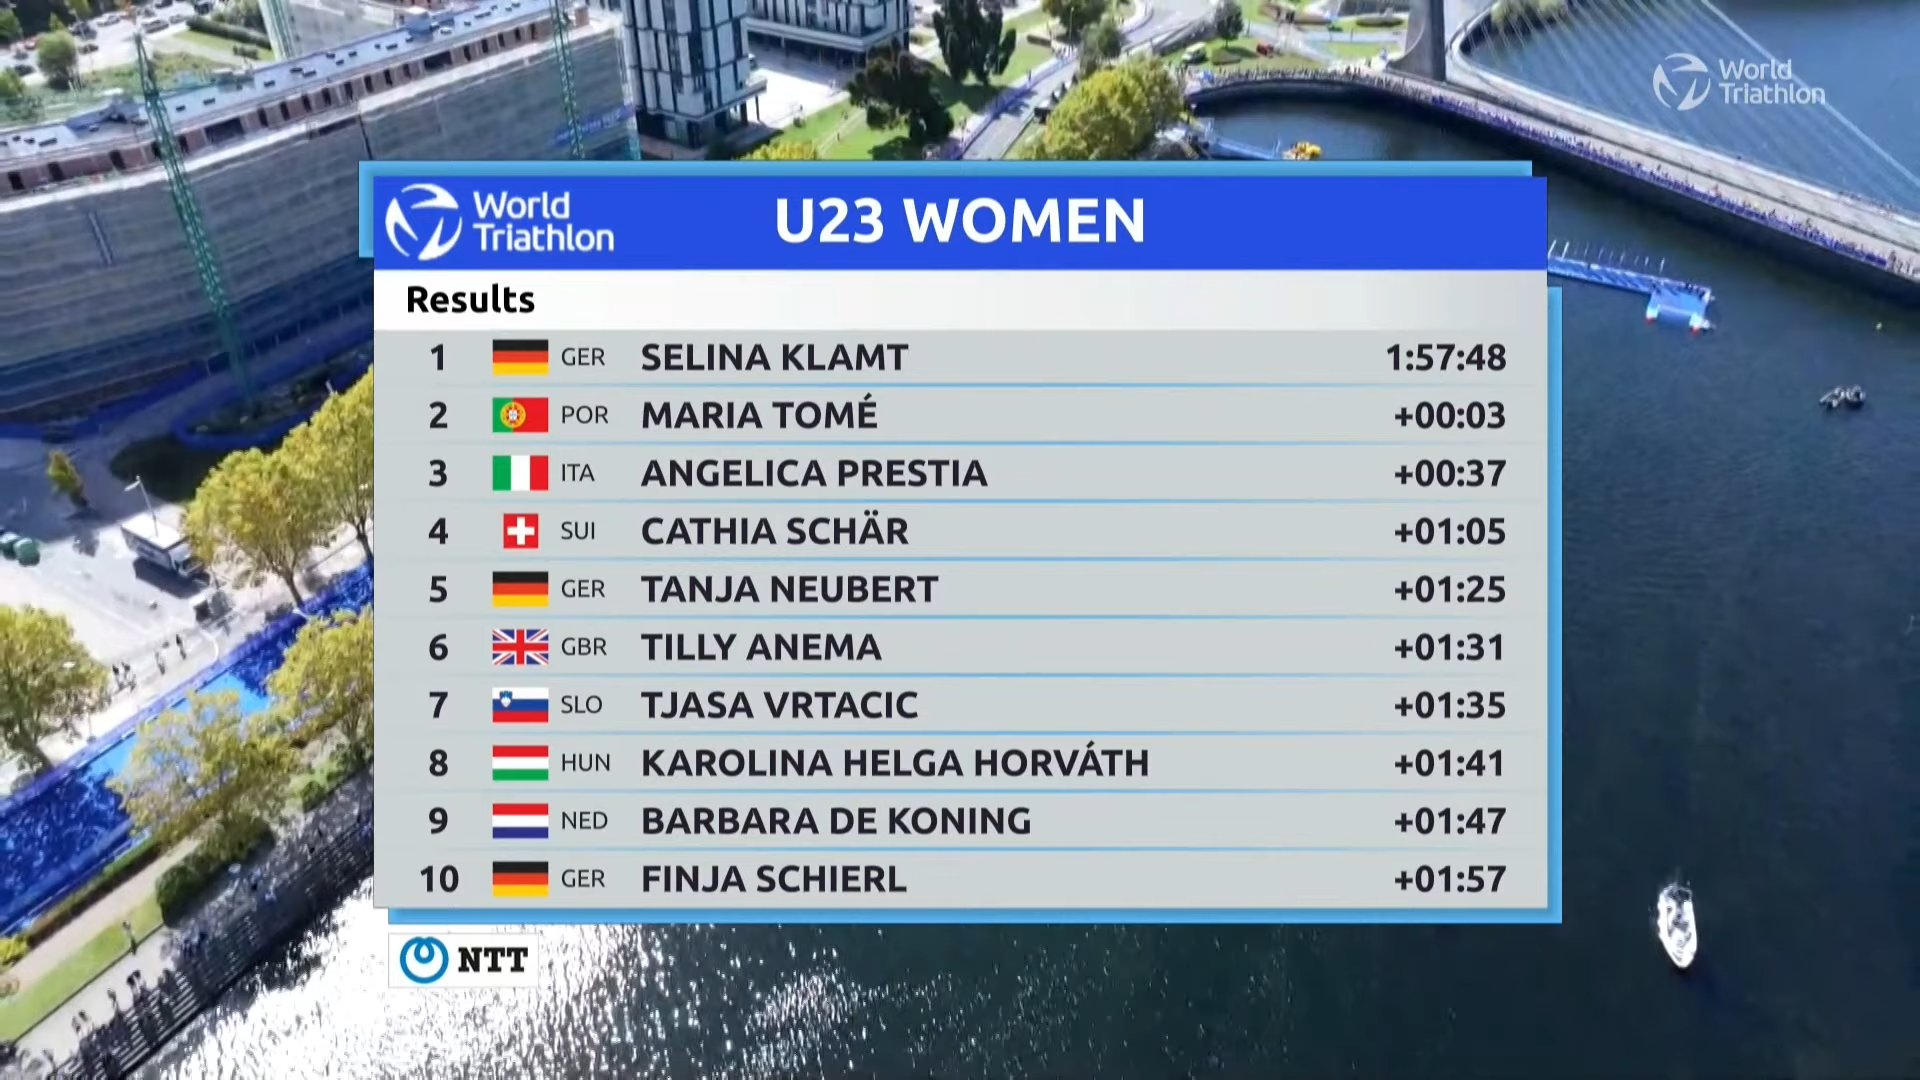 World
Triathlon
World
Triathlon
U23 WOMEN
Results
1 GER SELINA KLAMT 1:57:48
2 POR MARIA TOMÉ +00:03
3 ITA ANGELICA PRESTIA +00:37
4 SUI CATHIA SCHÄR +01:05
5 GER TANJA NEUBERT +01:25
6 GBR TILLY ANEMA +01:31
7 SLO TJASA VRTACIC +01:35
8 HUN KAROLINA HELGA HORVÁTH +01:41
9 NED BARBARA DE KONING +01:47
10 GER FINJA SCHIERL +01:57
NTT